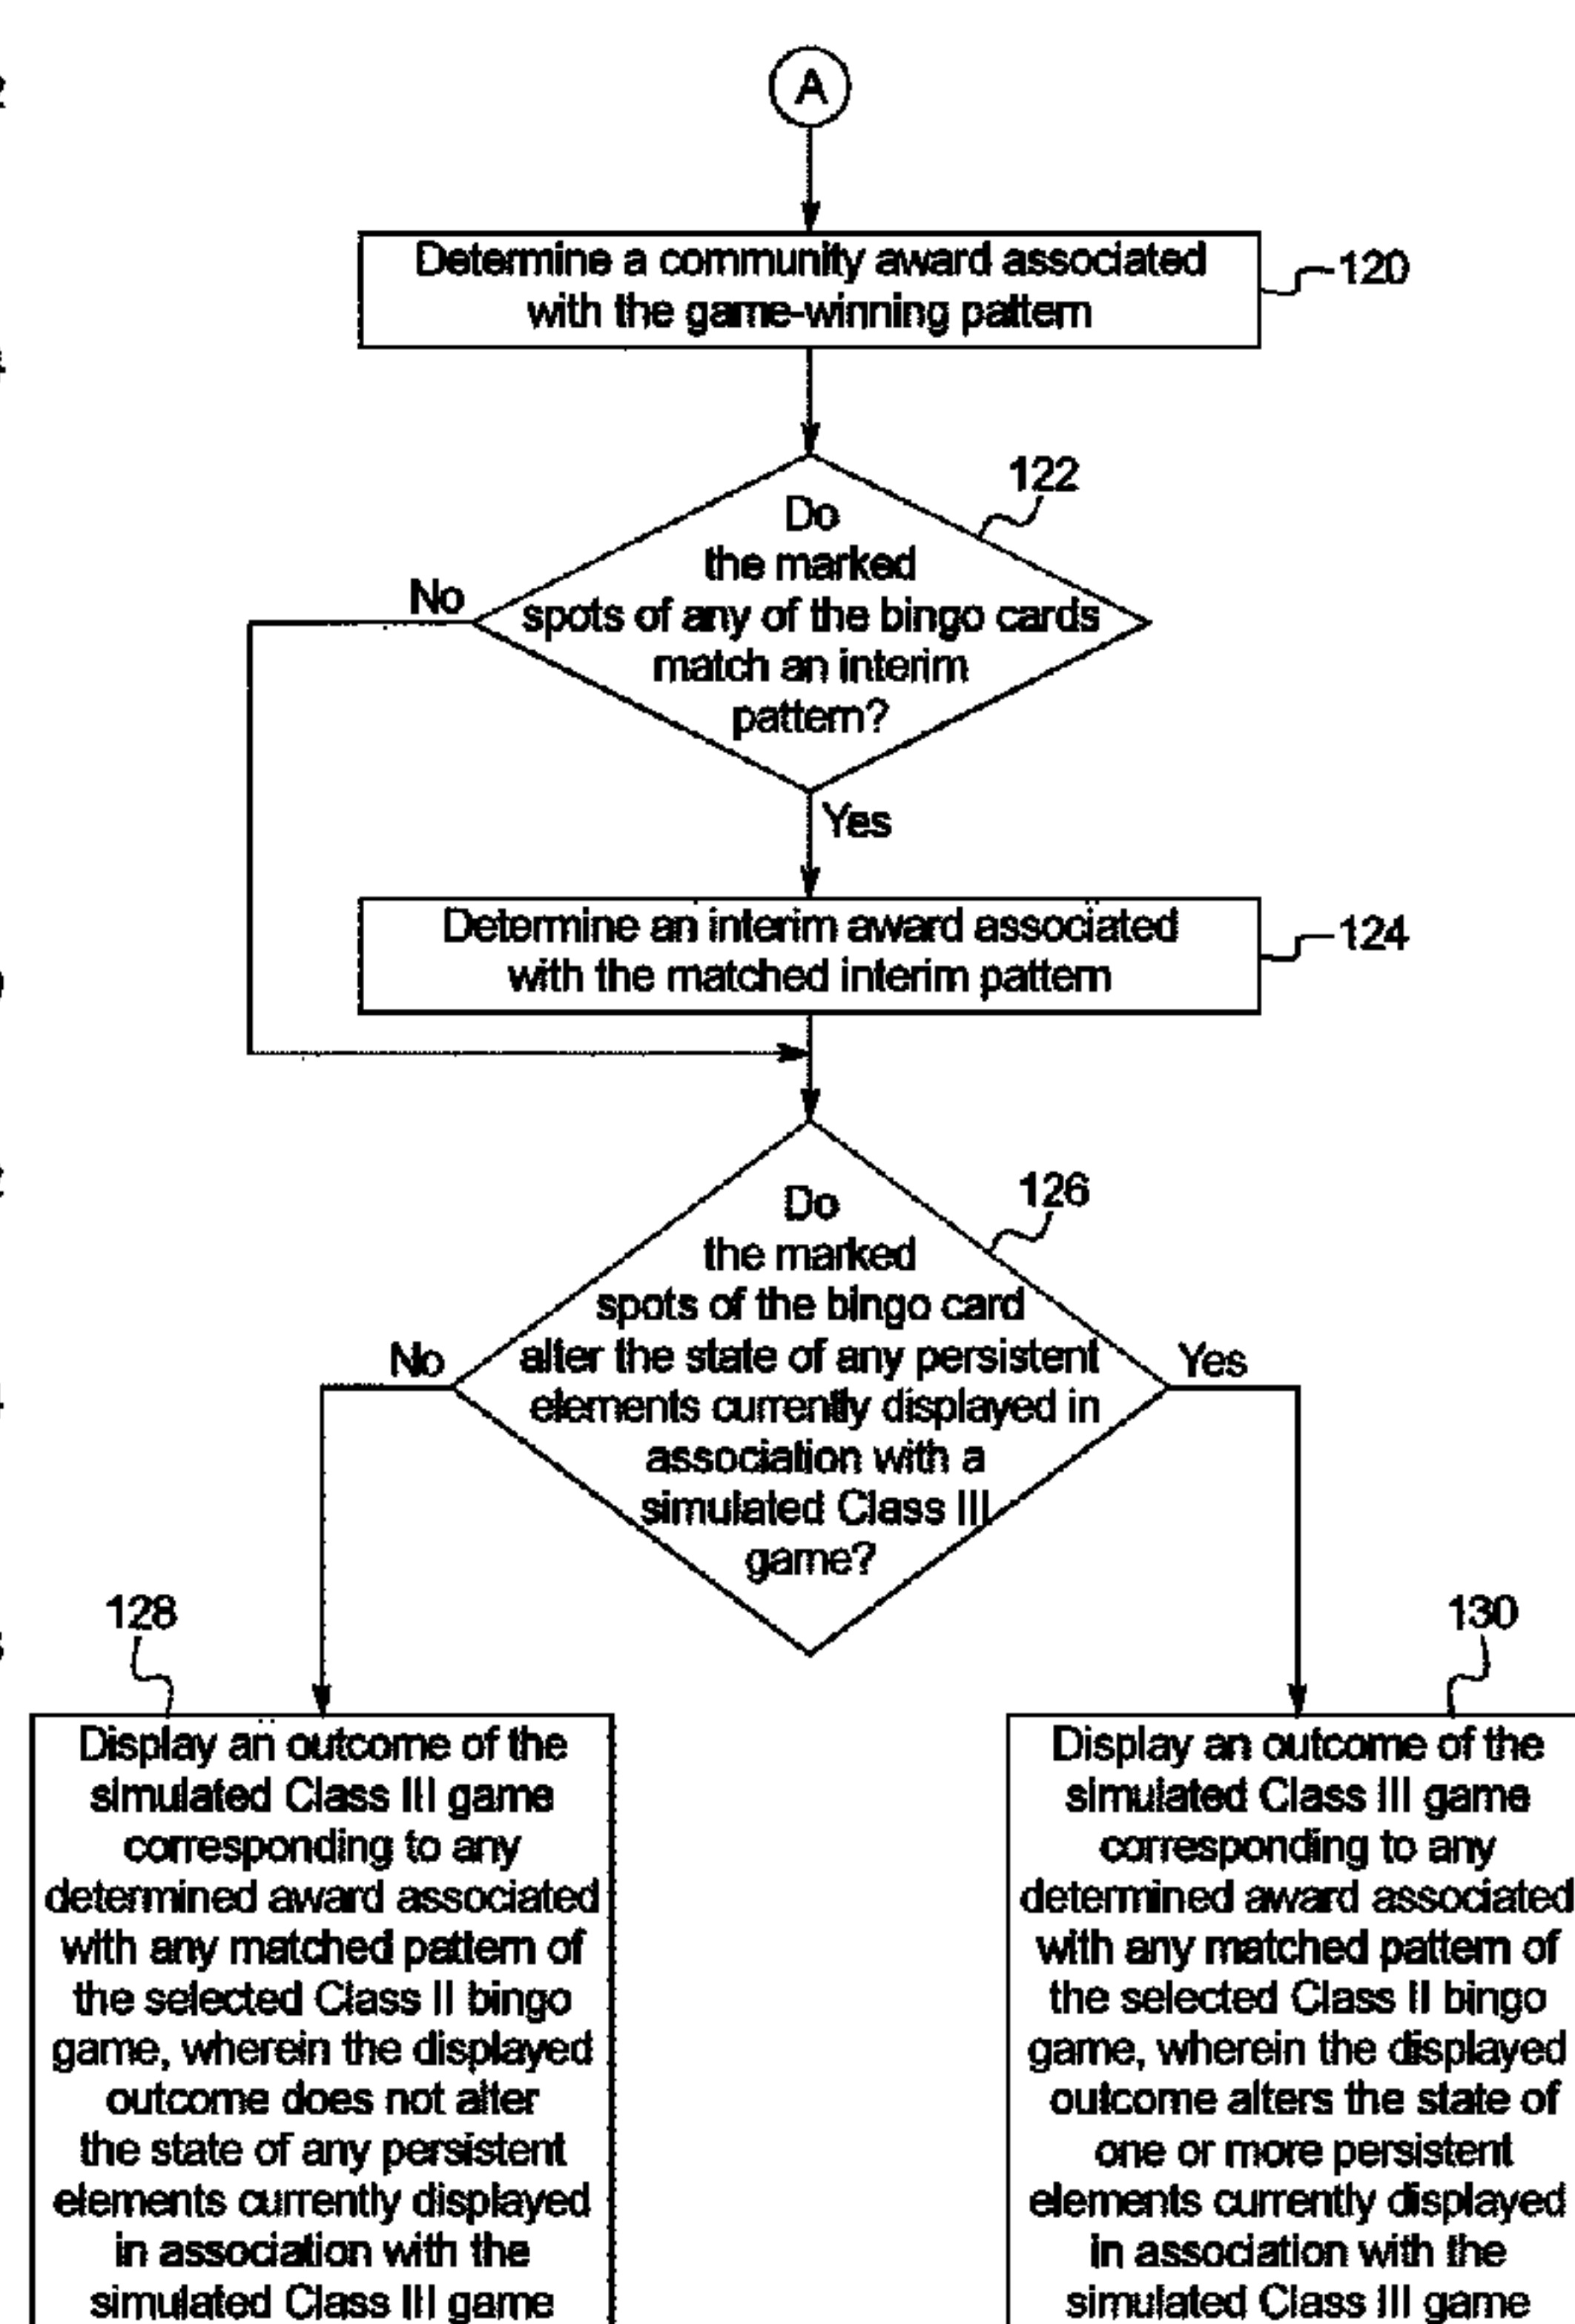 A
Determine a community award associated
with the game-winning pattern
120
122
Do
the marked
spots of any of the bingo cards
match an interim
pattern?
No
Yes
Determine an interim award associated
with the matched interim pattern
124
126
Do
the marked
spots of the bingo card
alter the state of any persistent
elements currently displayed in
association with a
simulated Class III
game?
No
Yes
128
Display an outcome of the
simulated Class III game
corresponding to any
determined award associated
with any matched pattern of
the selected Class II bingo
game, wherein the displayed
outcome does not alter
the state of any persistent
elements currently displayed
in association with the
simulated Class III game
130
Display an outcome of the
simulated Class III game
corresponding to any
determined award associated
with any matched pattern of
the selected Class II bingo
game, wherein the displayed
outcome alters the state of
one or more persistent
elements currently displayed
in association with the
simulated Class III game